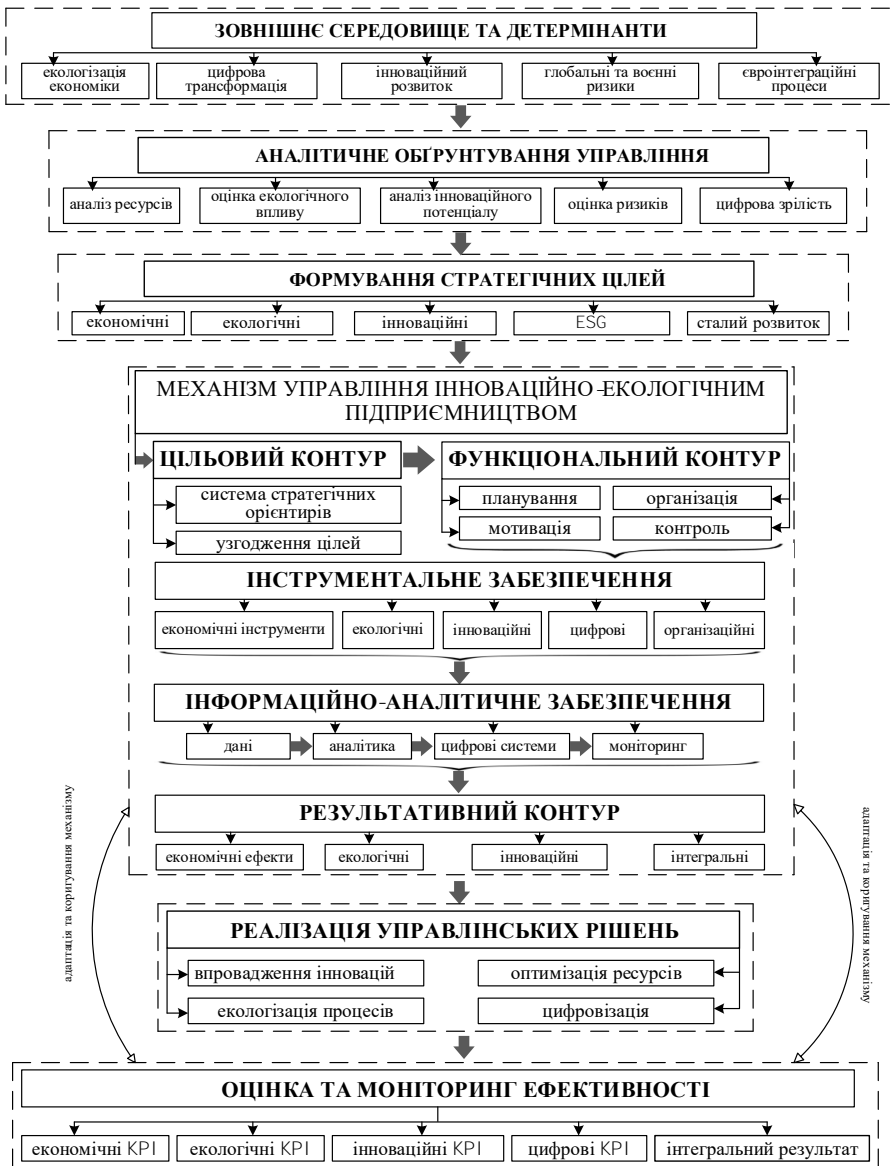 ЗОВНІШНЄ СЕРЕДОВИЩЕ ТА ДЕТЕРМІНАНТИ
екологізація
економіки
цифрова
трансформація
інноваційний
розвиток
глобальні та воєнні
ризики
євроінтеграційні
процеси
АНАЛІТИЧНЕ ОБҐРУНТУВАННЯ УПРАВЛІННЯ
аналіз ресурсів
оцінка екологічного
впливу
аналіз інноваційного
потенціалу
оцінка ризиків
цифрова зрілість
ФОРМУВАННЯ СТРАТЕГІЧНИХ ЦІЛЕЙ
економічні
екологічні
інноваційні
ESG
сталий розвиток
МЕХАНІЗМ УПРАВЛІННЯ ІННОВАЦІЙНО-ЕКОЛОГІЧНИМ
ПІДПРИЄМНИЦТВОМ
ЦІЛЬОВИЙ КОНТУР
ФУНКЦІОНАЛЬНИЙ КОНТУР
система стратегічних
орієнтирів
узгодження цілей
планування
організація
мотивація
контроль
ІНСТРУМЕНТАЛЬНЕ ЗАБЕЗПЕЧЕННЯ
економічні інструменти
екологічні
інноваційні
цифрові
організаційні
ІНФОРМАЦІЙНО-АНАЛІТИЧНЕ ЗАБЕЗПЕЧЕННЯ
дані
аналітика
цифрові системи
моніторинг
РЕЗУЛЬТАТИВНИЙ КОНТУР
економічні ефекти
екологічні
інноваційні
інтегральні
адаптація та коригування механізму
адаптація та коригування механізму
РЕАЛІЗАЦІЯ УПРАВЛІНСЬКИХ РІШЕНЬ
впровадження інновацій
оптимізація ресурсів
екологізація процесів
цифровізація
ОЦІНКА ТА МОНІТОРИНГ ЕФЕКТИВНОСТІ
економічні KPI
екологічні KPI
інноваційні KPI
цифрові KPI
інтегральний результат